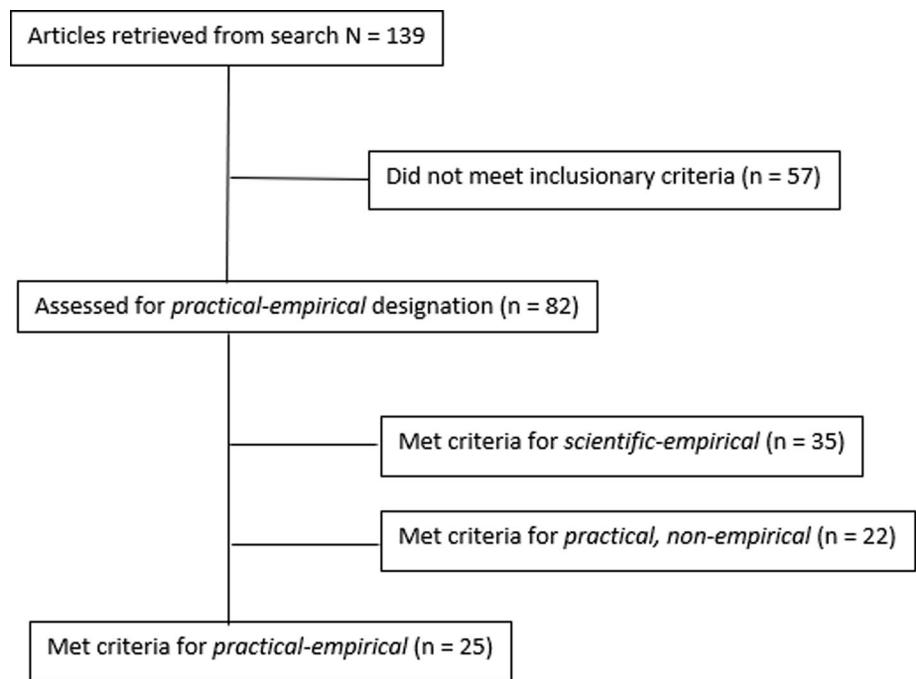 Articles retrieved from search N = 139
Did not meet inclusionary criteria (n = 57)
Assessed for practical-empirical designation (n = 82)
Met criteria for scientific-empirical (n = 35)
Met criteria for practical, non-empirical (n = 22)
Met criteria for practical-empirical (n = 25)